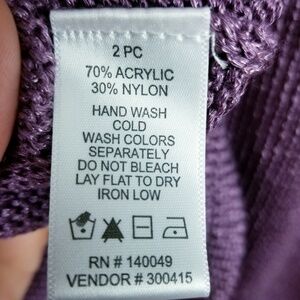 2 PC
70% ACRYLIC
30% NYLON
HAND WASH
COLD
WASH COLORS
SEPARATELY
DO NOT BLEACH
LAY FLAT TO DRY
IRON LOW
RN # 140049
VENDOR # 300415